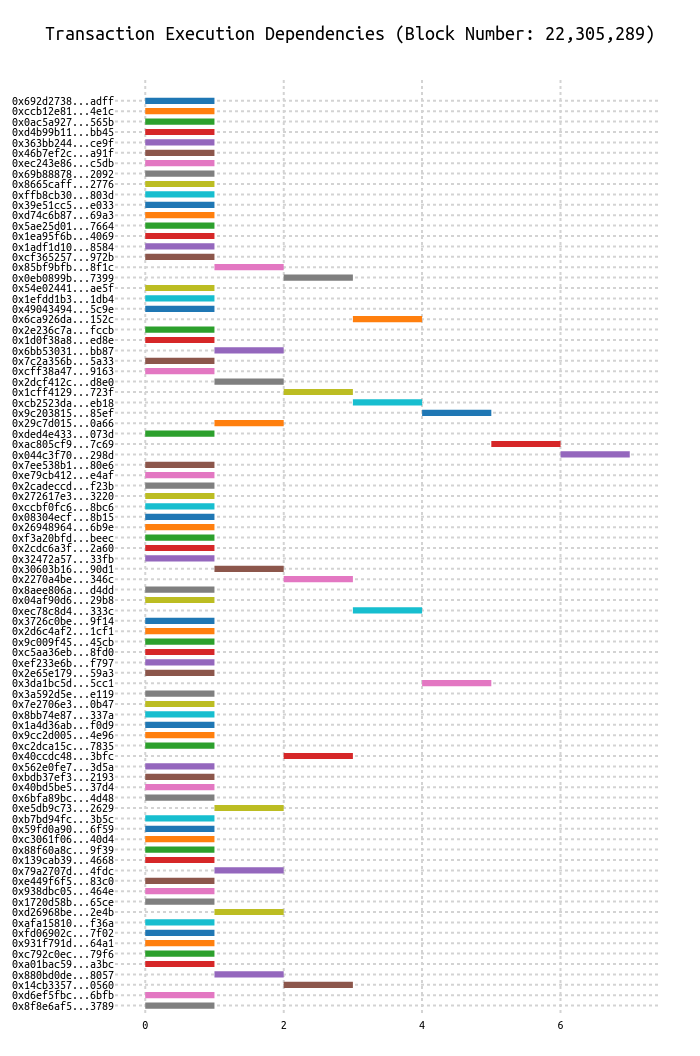 Transaction Execution Dependencies (Block Number: 22,305,289)
0x692d2738...adff
0xccb12e81...4e1c
0x0ac5a927...565b
0xd4b99b11...bb45
0x363bb244...ce9f
0x46b7ef2c...a91f
0xec243e86...c5db
0x69b88878...2092
0x8665caff...2776
0xffb8cb30...803d
0x39e51cc5...e033
0xd74c6b87...69a3
0x5ae25d01...7664
0x1ea95f6b...4069
0x1adf1d10...8584
0xcf365257...972b
0x85bf9bfb...8f1c
0x0eb0899b...7399
0x54e02441...ae5f
0x1efdd1b3...1db4
0x49043494...5c9e
0x6ca926da...152c
0x2e236c7a...fccb
0x1d0f38a8...ed8e
0x6bb53031...bb87
0x7c2a356b...5a33
0xcff38a47...9163
0x2dcf412c...d8e0
0x1cff4129...723f
0xcb2523da...eb18
0x9c203815...85ef
0x29c7d015...0a66
0xded4e433...073d
0xac805cf9...7c69
0x044c3f70...298d
0x7ee538b1...80e6
0xe79cb412...e4af
0x2cadeccd...f23b
0x272617e3...3220
0xccbf0fc6...8bc6
0x08304ecf...8b15
0x26948964...6b9e
0xf3a20bfd...beec
0x2cdc6a3f...2a60
0x32472a57...33fb
0x30603b16...90d1
0x2270a4be...346c
0x8aee806a...d4dd
0x04af90d6...29b8
0xec78c8d4...333c
0x3726c0be...9f14
0x2d6c4af2...1cf1
0x9c009f45...45cb
0xc5aa36eb...8fd0
0xef233e6b...f797
0x2e65e179...59a3
0x3da1bc5d...5cc1
0x3a592d5e...e119
0x7e2706e3...0b47
0x8bb74e87...337a
0x1a4d36ab...f0d9
0x9cc2d005...4e96
0xc2dca15c...7835
0x40ccdc48...3bfc
0x562e0fe7...3d5a
0xbdb37ef3...2193
0x40bd5be5...37d4
0x6bfa89bc...4d48
0xe5db9c73...2629
0xb7bd94fc...3b5c
0x59fd0a90...6f59
0xc3061f06...40d4
0x88f60a8c...9f39
0x139cab39...4668
0x79a2707d...4fdc
0xe449f6f5...83c0
0x938dbc05...464e
0x1720d58b...65ce
0xd26968be...2e4b
0xafa15810...f36a
0xfd06902c...7f02
0x931f791d...64a1
0xc792c0ec...79f6
0xa01bac59...a3bc
0x880bd0de...8057
0x14cb3357...0560
0xd6ef5fbc...6bfb
0x8f8e6af5...3789
0 2 4 6